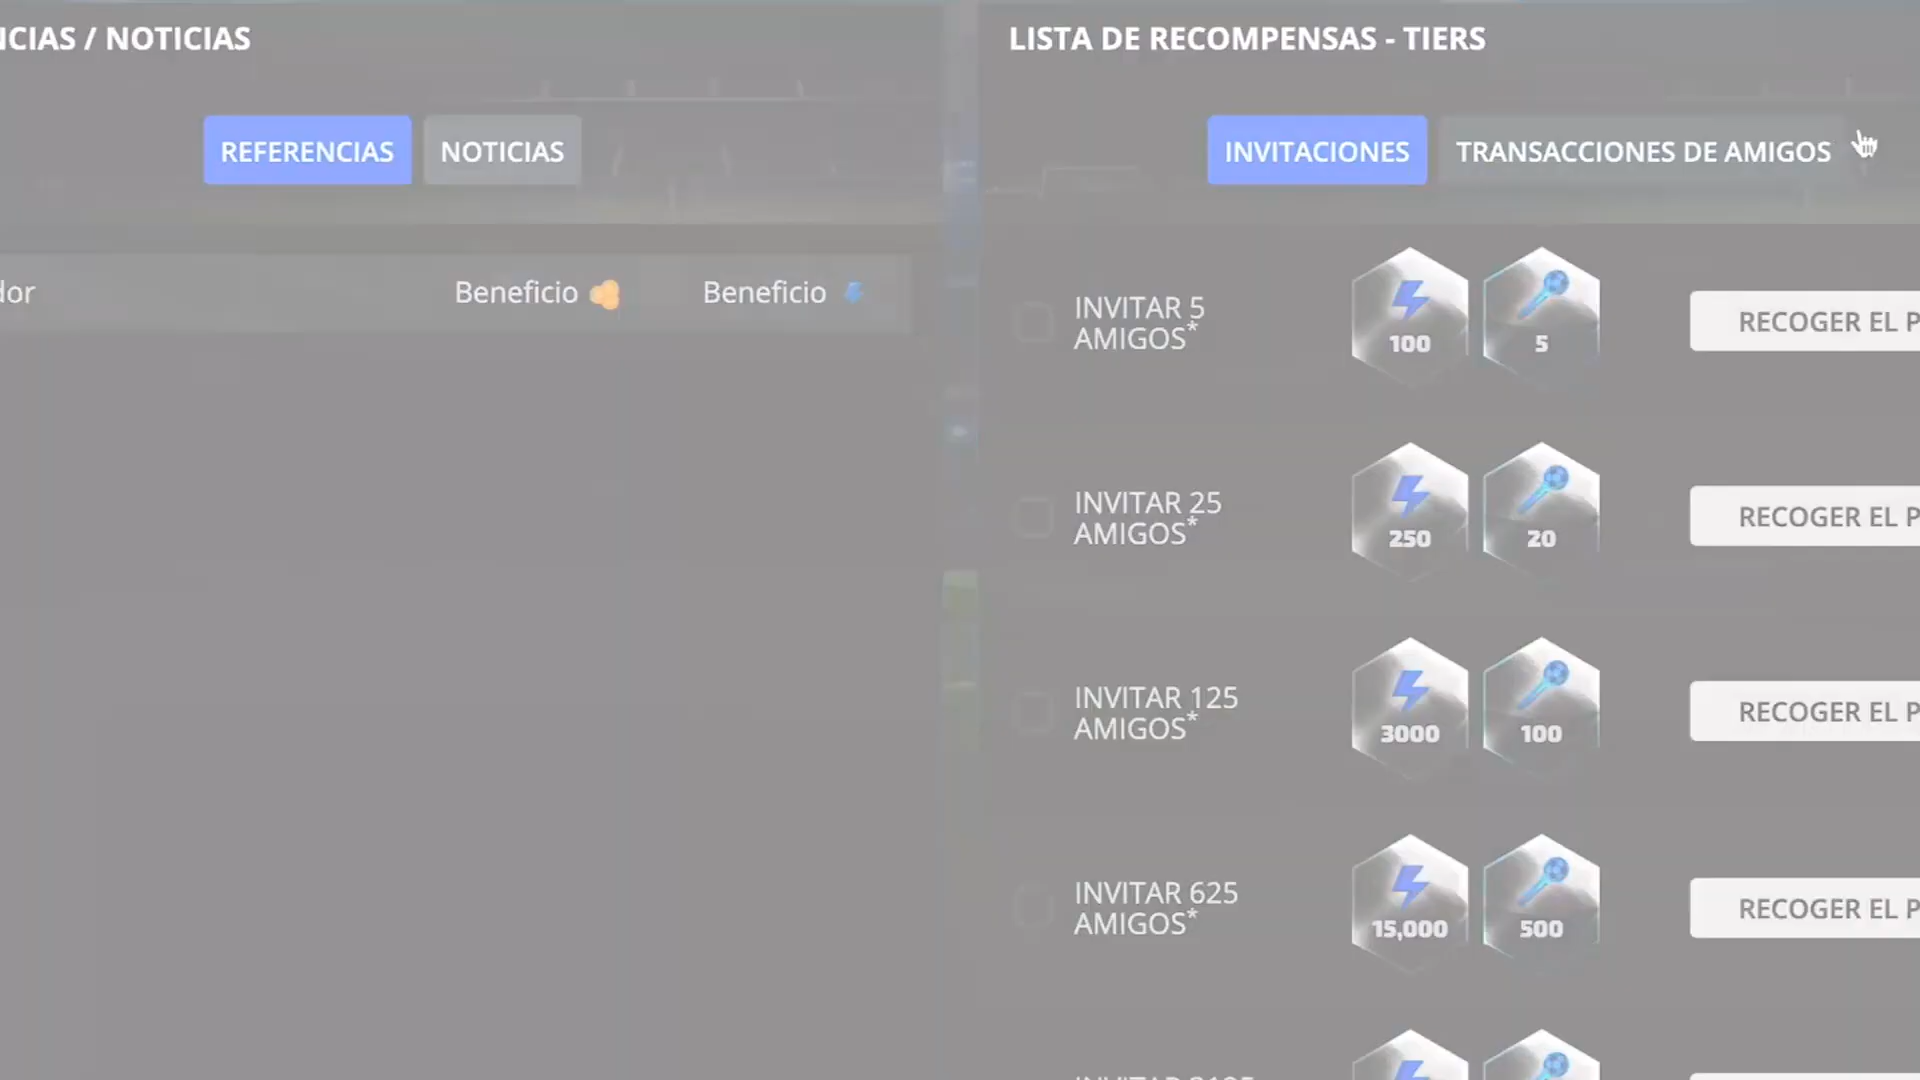 NCIAS / NOTICIAS
REFERENCIAS
NOTICIAS
dor
Beneficio
Beneficio
LISTA DE RECOMPENSAS - TIERS
INVITACIONES
TRANSACCIONES DE AMIGOS
INVITAR 5
AMIGOS*
100
5
RECOGER EL P
INVITAR 25
AMIGOS*
250
20
RECOGER EL P
INVITAR 125
AMIGOS*
3000
100
RECOGER EL P
INVITAR 625
AMIGOS*
15,000
500
RECOGER EL P